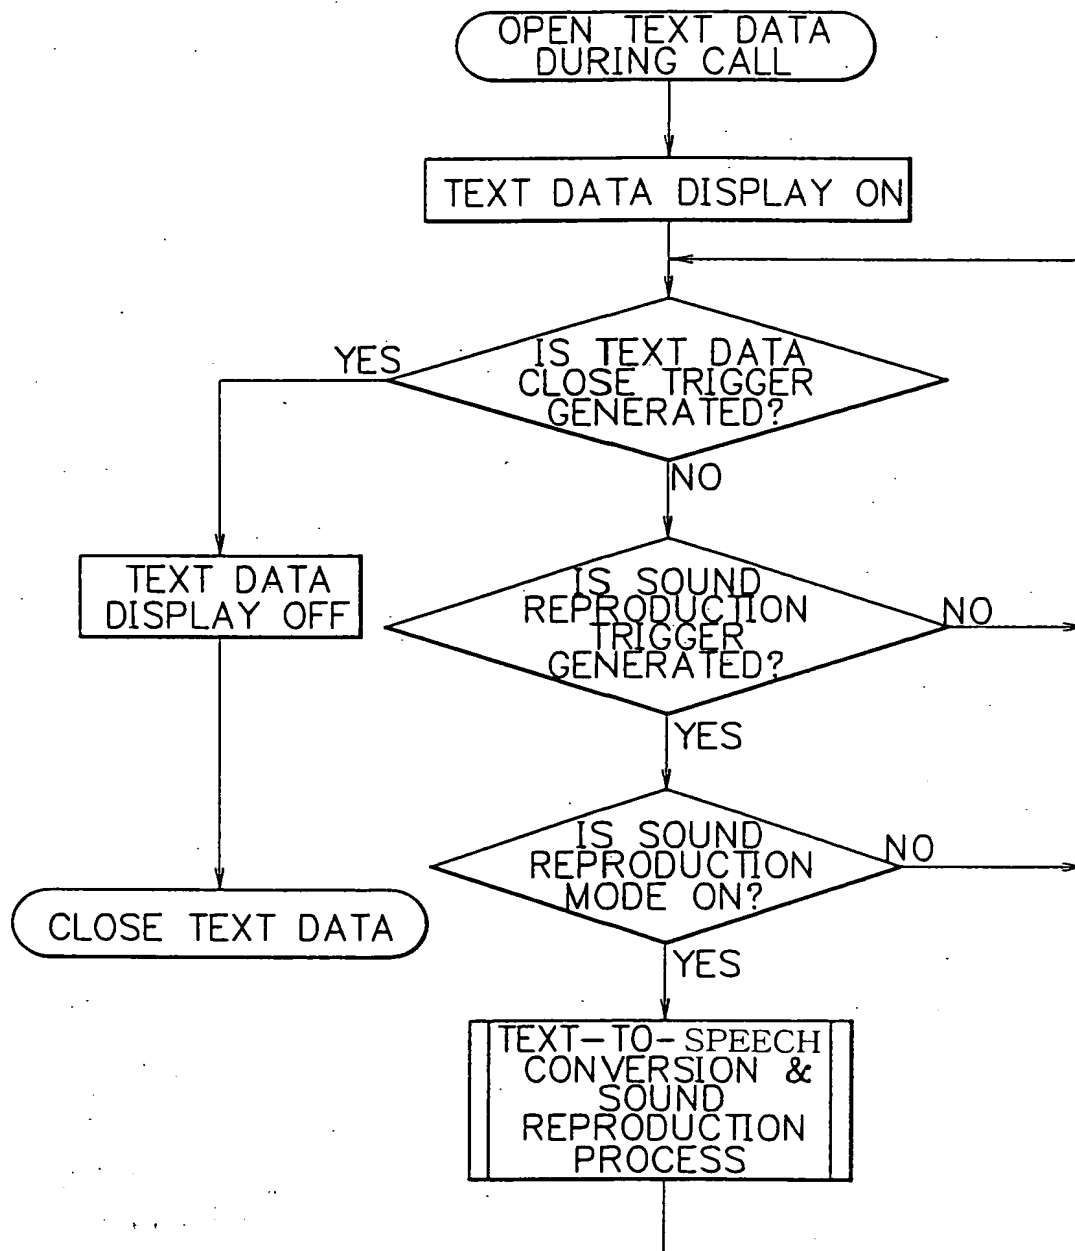 OPEN TEXT DATA
DURING CALL
TEXT DATA DISPLAY ON
YES
IS TEXT DATA
CLOSE TRIGGER
GENERATED?
NO
TEXT DATA
DISPLAY OFF
IS SOUND
REPRODUCTION
TRIGGER
GENERATED?
NO
YES
IS SOUND
REPRODUCTION
MODE ON?
NO
CLOSE TEXT DATA
YES
TEXT-TO-SPEECH
CONVERSION &
SOUND
REPRODUCTION
PROCESS